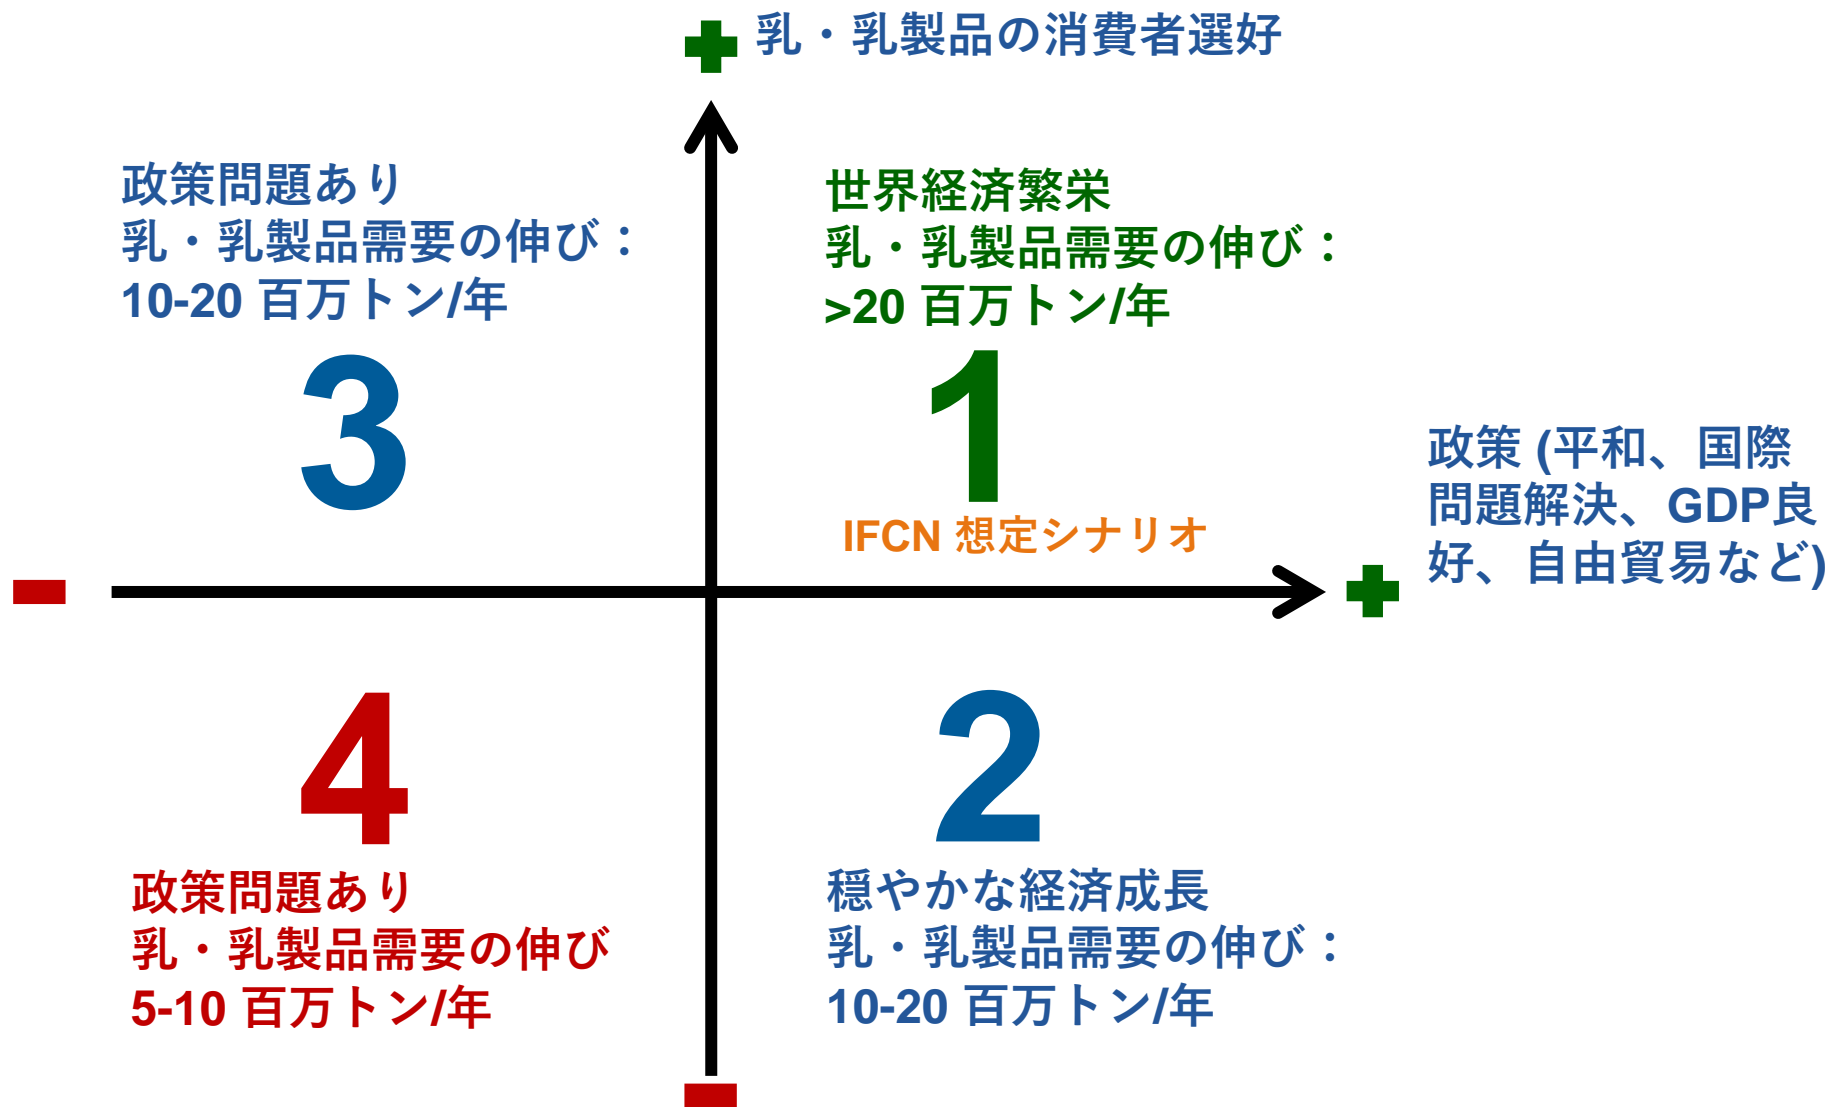 乳・乳製品の消費者選好
政策問題あり
乳・乳製品需要の伸び：
10-20 百万トン/年
3
世界経済繁栄
乳・乳製品需要の伸び：
>20 百万トン/年
1
IFCN 想定シナリオ
政策 (平和、国際
問題解決、GDP良
好、自由貿易など)
4
政策問題あり
乳・乳製品需要の伸び
5-10 百万トン/年
2
穏やかな経済成長
乳・乳製品需要の伸び：
10-20 百万トン/年